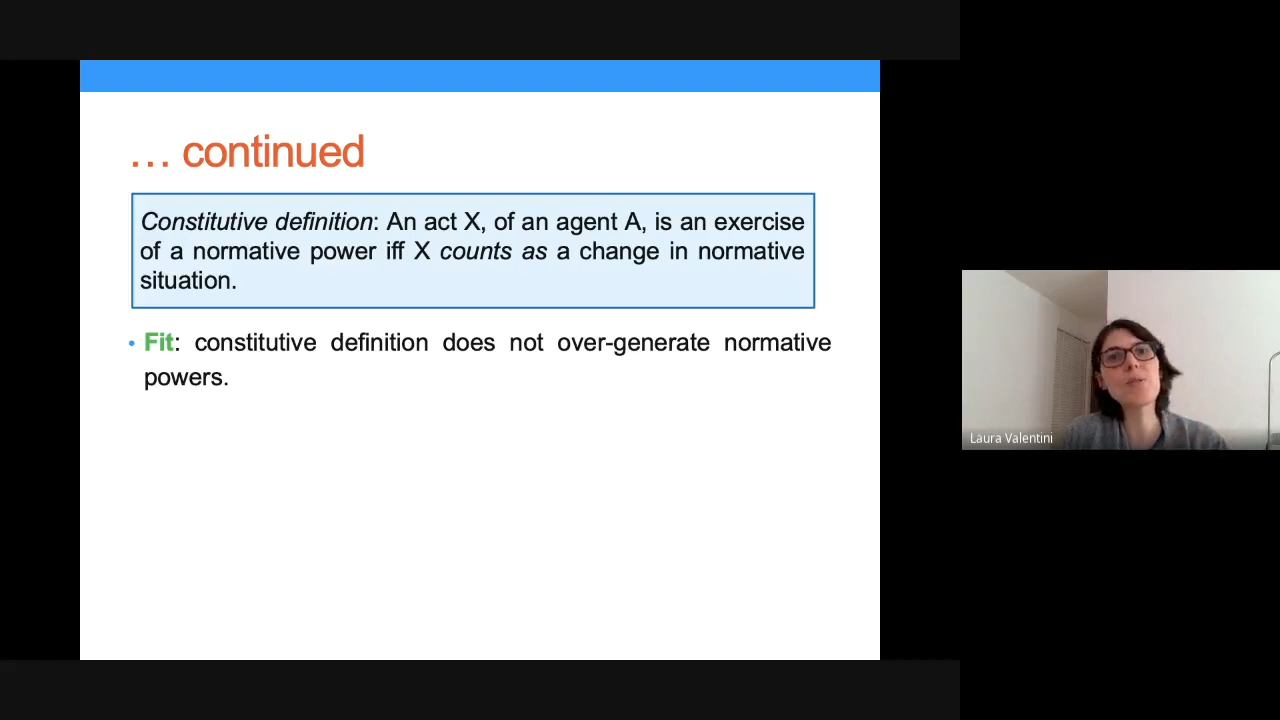 … continued
Constitutive definition: An act X, of an agent A, is an exercise
of a normative power iff X counts as a change in normative
situation.
• Fit: constitutive definition does not over-generate normative
powers.
Laura Valentini